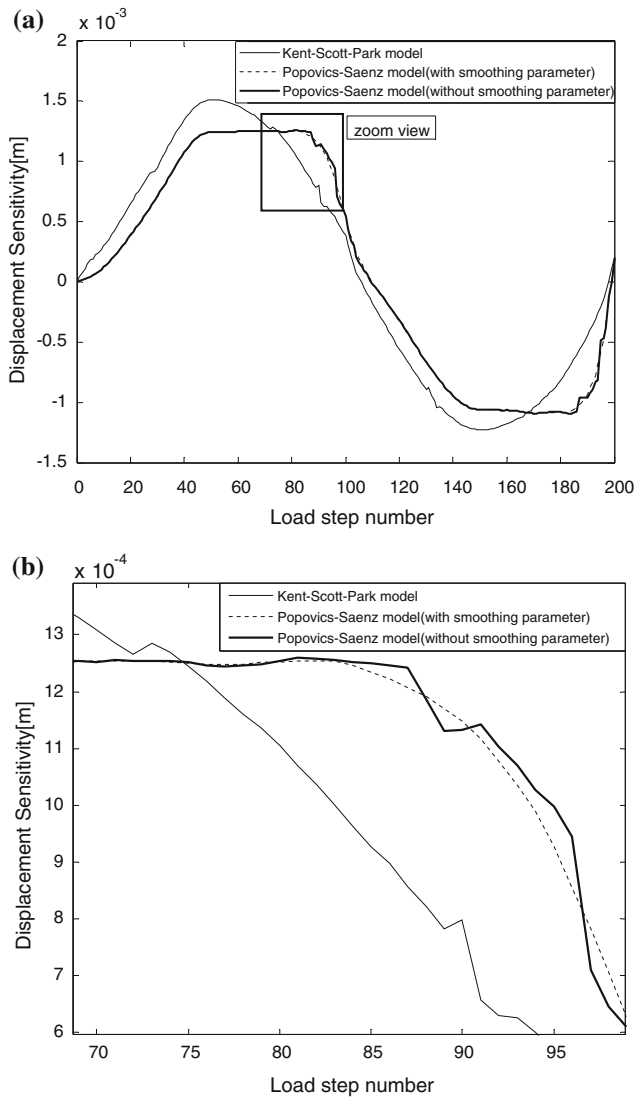 (a)
x 10⁻³
2
1.5
1
0.5
0
-0.5
-1
-1.5
0 20 40 60 80 100 120 140 160 180 200
Displacement Sensitivity[m]
Load step number
Kent-Scott-Park model
Popovics-Saenz model(with smoothing parameter)
Popovics-Saenz model(without smoothing parameter)
zoom view
(b)
x 10⁻⁴
13
12
11
10
9
8
7
6
70 75 80 85 90 95
Displacement Sensitivity[m]
Load step number
Kent-Scott-Park model
Popovics-Saenz model(with smoothing parameter)
Popovics-Saenz model(without smoothing parameter)